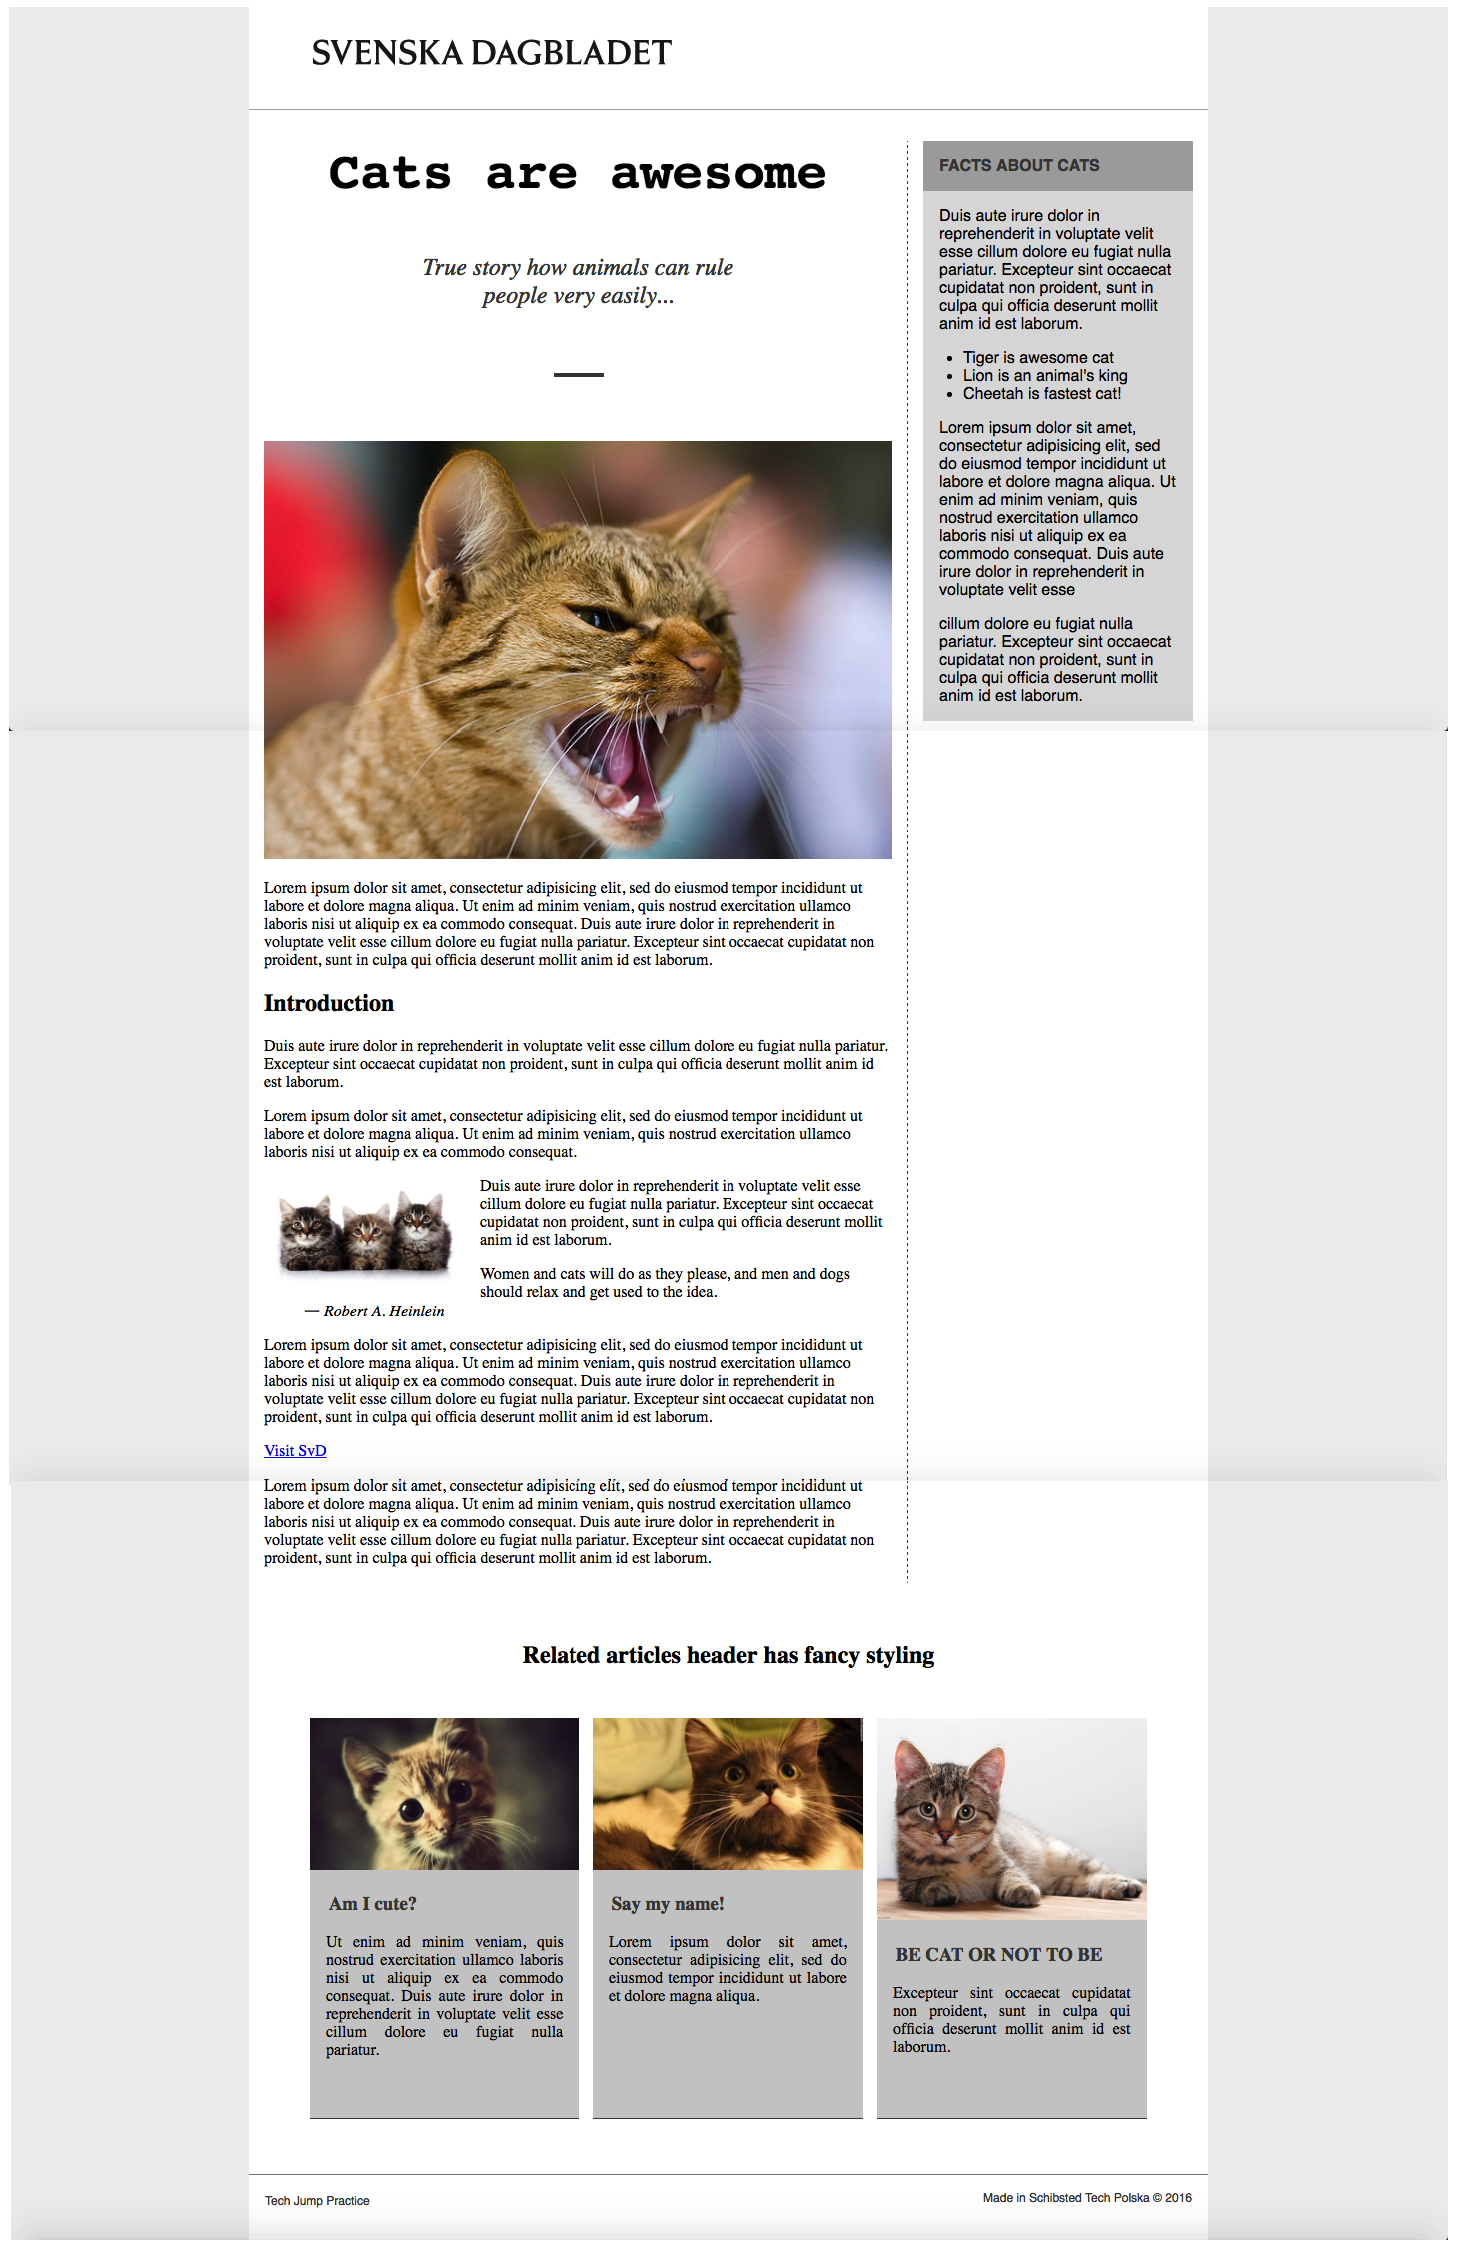 SVENSKA DAGBLADET
Cats are awesome
True story how animals can rule
people very easily...
Lorem ipsum dolor sit amet, consectetur adipisicing elit, sed do eiusmod tempor incididunt ut
labore et dolore magna aliqua. Ut enim ad minim veniam, quis nostrud exercitation ullamco
laboris nisi ut aliquip ex ea commodo consequat. Duis aute irure dolor in reprehenderit in
voluptate velit esse cillum dolore eu fugiat nulla pariatur. Excepteur sint occaecat cupidatat non
proident, sunt in culpa qui officia deserunt mollit anim id est laborum.
Introduction
Duis aute irure dolor in reprehenderit in voluptate velit esse cillum dolore eu fugiat nulla pariatur.
Excepteur sint occaecat cupidatat non proident, sunt in culpa qui officia deserunt mollit anim id
est laborum.
Lorem ipsum dolor sit amet, consectetur adipisicing elit, sed do eiusmod tempor incididunt ut
labore et dolore magna aliqua. Ut enim ad minim veniam, quis nostrud exercitation ullamco
laboris nisi ut aliquip ex ea commodo consequat.
Duis aute irure dolor in reprehenderit in voluptate velit esse
cillum dolore eu fugiat nulla pariatur. Excepteur sint occaecat
cupidatat non proident, sunt in culpa qui officia deserunt mollit
anim id est laborum.
Women and cats will do as they please, and men and dogs
should relax and get used to the idea.
— Robert A. Heinlein
Lorem ipsum dolor sit amet, consectetur adipisicing elit, sed do eiusmod tempor incididunt ut
labore et dolore magna aliqua. Ut enim ad minim veniam, quis nostrud exercitation ullamco
laboris nisi ut aliquip ex ea commodo consequat. Duis aute irure dolor in reprehenderit in
voluptate velit esse cillum dolore eu fugiat nulla pariatur. Excepteur sint occaecat cupidatat non
proident, sunt in culpa qui officia deserunt mollit anim id est laborum.
Visit SvD
Lorem ipsum dolor sit amet, consectetur adipisicing elit, sed do eiusmod tempor incididunt ut
labore et dolore magna aliqua. Ut enim ad minim veniam, quis nostrud exercitation ullamco
laboris nisi ut aliquip ex ea commodo consequat. Duis aute irure dolor in reprehenderit in
voluptate velit esse cillum dolore eu fugiat nulla pariatur. Excepteur sint occaecat cupidatat non
proident, sunt in culpa qui officia deserunt mollit anim id est laborum.
FACTS ABOUT CATS
Duis aute irure dolor in
reprehenderit in voluptate velit
esse cillum dolore eu fugiat nulla
pariatur. Excepteur sint occaecat
cupidatat non proident, sunt in
culpa qui officia deserunt mollit
anim id est laborum.
• Tiger is awesome cat
• Lion is an animal's king
• Cheetah is fastest cat!
Lorem ipsum dolor sit amet,
consectetur adipisicing elit, sed
do eiusmod tempor incididunt ut
labore et dolore magna aliqua. Ut
enim ad minim veniam, quis
nostrud exercitation ullamco
laboris nisi ut aliquip ex ea
commodo consequat. Duis aute
irure dolor in reprehenderit in
voluptate velit esse
cillum dolore eu fugiat nulla
pariatur. Excepteur sint occaecat
cupidatat non proident, sunt in
culpa qui officia deserunt mollit
anim id est laborum.
Related articles header has fancy styling
Am I cute?
Ut enim ad minim veniam, quis
nostrud exercitation ullamco laboris
nisi ut aliquip ex ea commodo
consequat. Duis aute irure dolor in
reprehenderit in voluptate velit esse
cillum dolore eu fugiat nulla
pariatur.
Say my name!
Lorem ipsum dolor sit amet,
consectetur adipisicing elit, sed do
eiusmod tempor incididunt ut labore
et dolore magna aliqua.
BE CAT OR NOT TO BE
Excepteur sint occaecat cupidatat
non proident, sunt in culpa qui
officia deserunt mollit anim id est
laborum.
Tech Jump Practice
Made in Schibsted Tech Polska © 2016